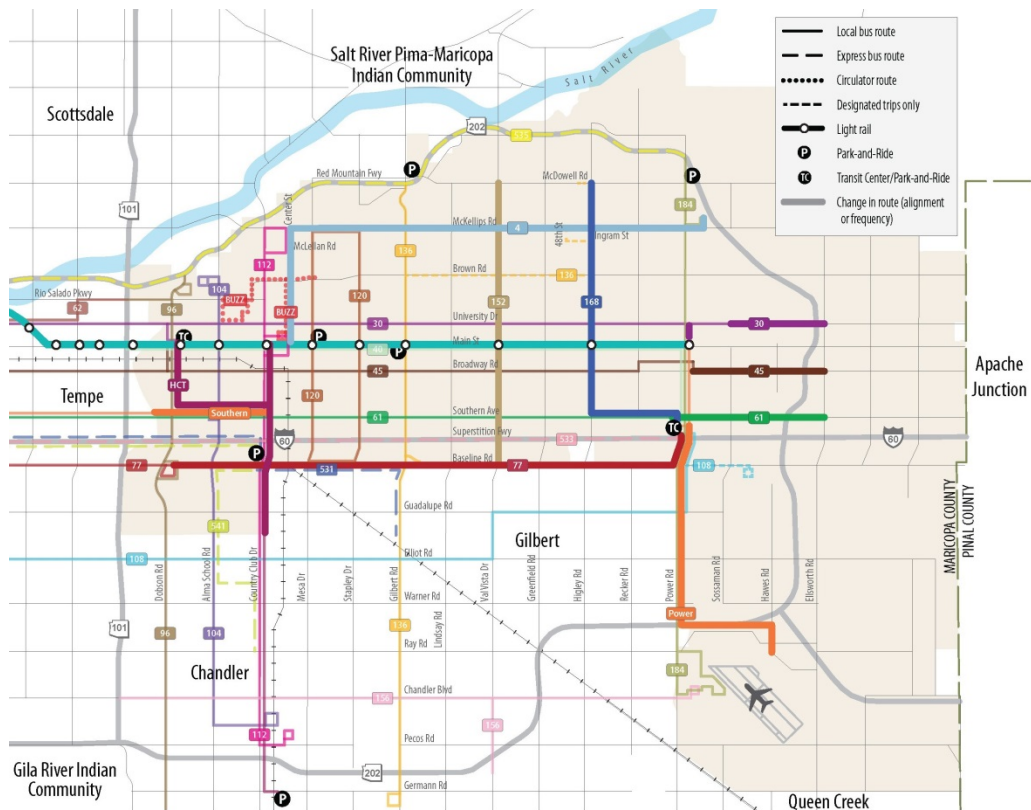 Salt River Pima-Maricopa
Indian Community
Salt River
Scottsdale
Local bus route
Express bus route
Circulator route
Designated trips only
Light rail
P
Park-and-Ride
TC
Transit Center/Park-and-Ride
Change in route (alignment
or frequency)
202
535
P
P
Red Mountain Fwy
McDowell Rd
184
101
Center St
McKellips Rd
4
112
McLellan Rd
136
48th St
Ingram St
104
Brown Rd
136
Rio Salado Pkwy
62
96
BUZZ
BUZZ
120
152
168
30
University Dr
30
TC
P
Main St
40
P
45
Broadway Rd
45
Tempe
HCT
Apache
Junction
120
Southern
61
Southern Ave
61
TC
Superstition Fwy
533
60
60
P
77
Baseline Rd
77
531
108
Guadalupe Rd
541
Gilbert
108
Elliot Rd
MARICOPA COUNTY
PINAL COUNTY
Dobson Rd
Alma School Rd
Country Club Dr
Mesa Dr
Stapley Dr
Gilbert Rd
Lindsay Rd
Val Vista Dr
Greenfield Rd
Higley Rd
Recker Rd
Power Rd
Sossaman Rd
Hawes Rd
Ellsworth Rd
Warner Rd
Power
101
96
104
136
Ray Rd
184
Chandler
Chandler Blvd
156
156
112
Pecos Rd
Gila River Indian
Community
202
Germann Rd
P
Queen Creek